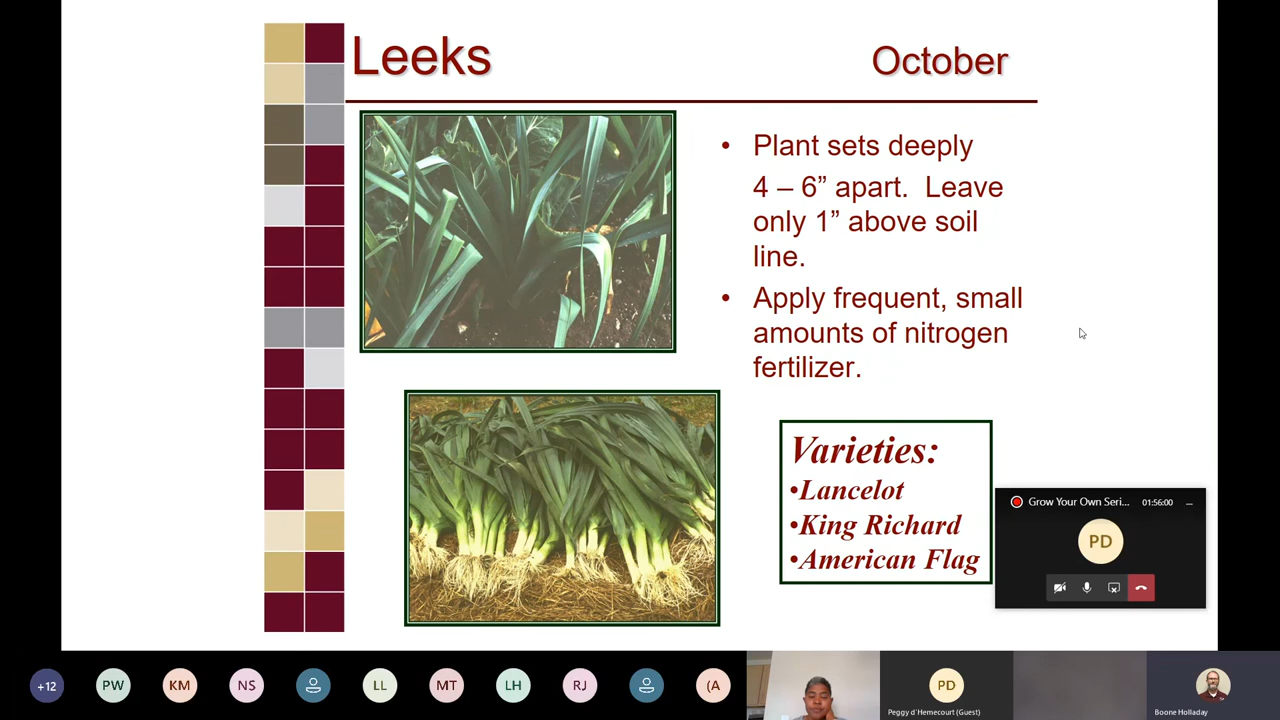 Leeks
October
• Plant sets deeply
4 – 6” apart. Leave
only 1” above soil
line.
• Apply frequent, small
amounts of nitrogen
fertilizer.
Varieties:
•Lancelot
•King Richard
•American Flag
Grow Your Own Seri...
01:56:00
PD
+12
PW
KM
NS
LL
MT
LH
RJ
(A
PD
Peggy d'Hemecourt (Guest)
Boone Holladay